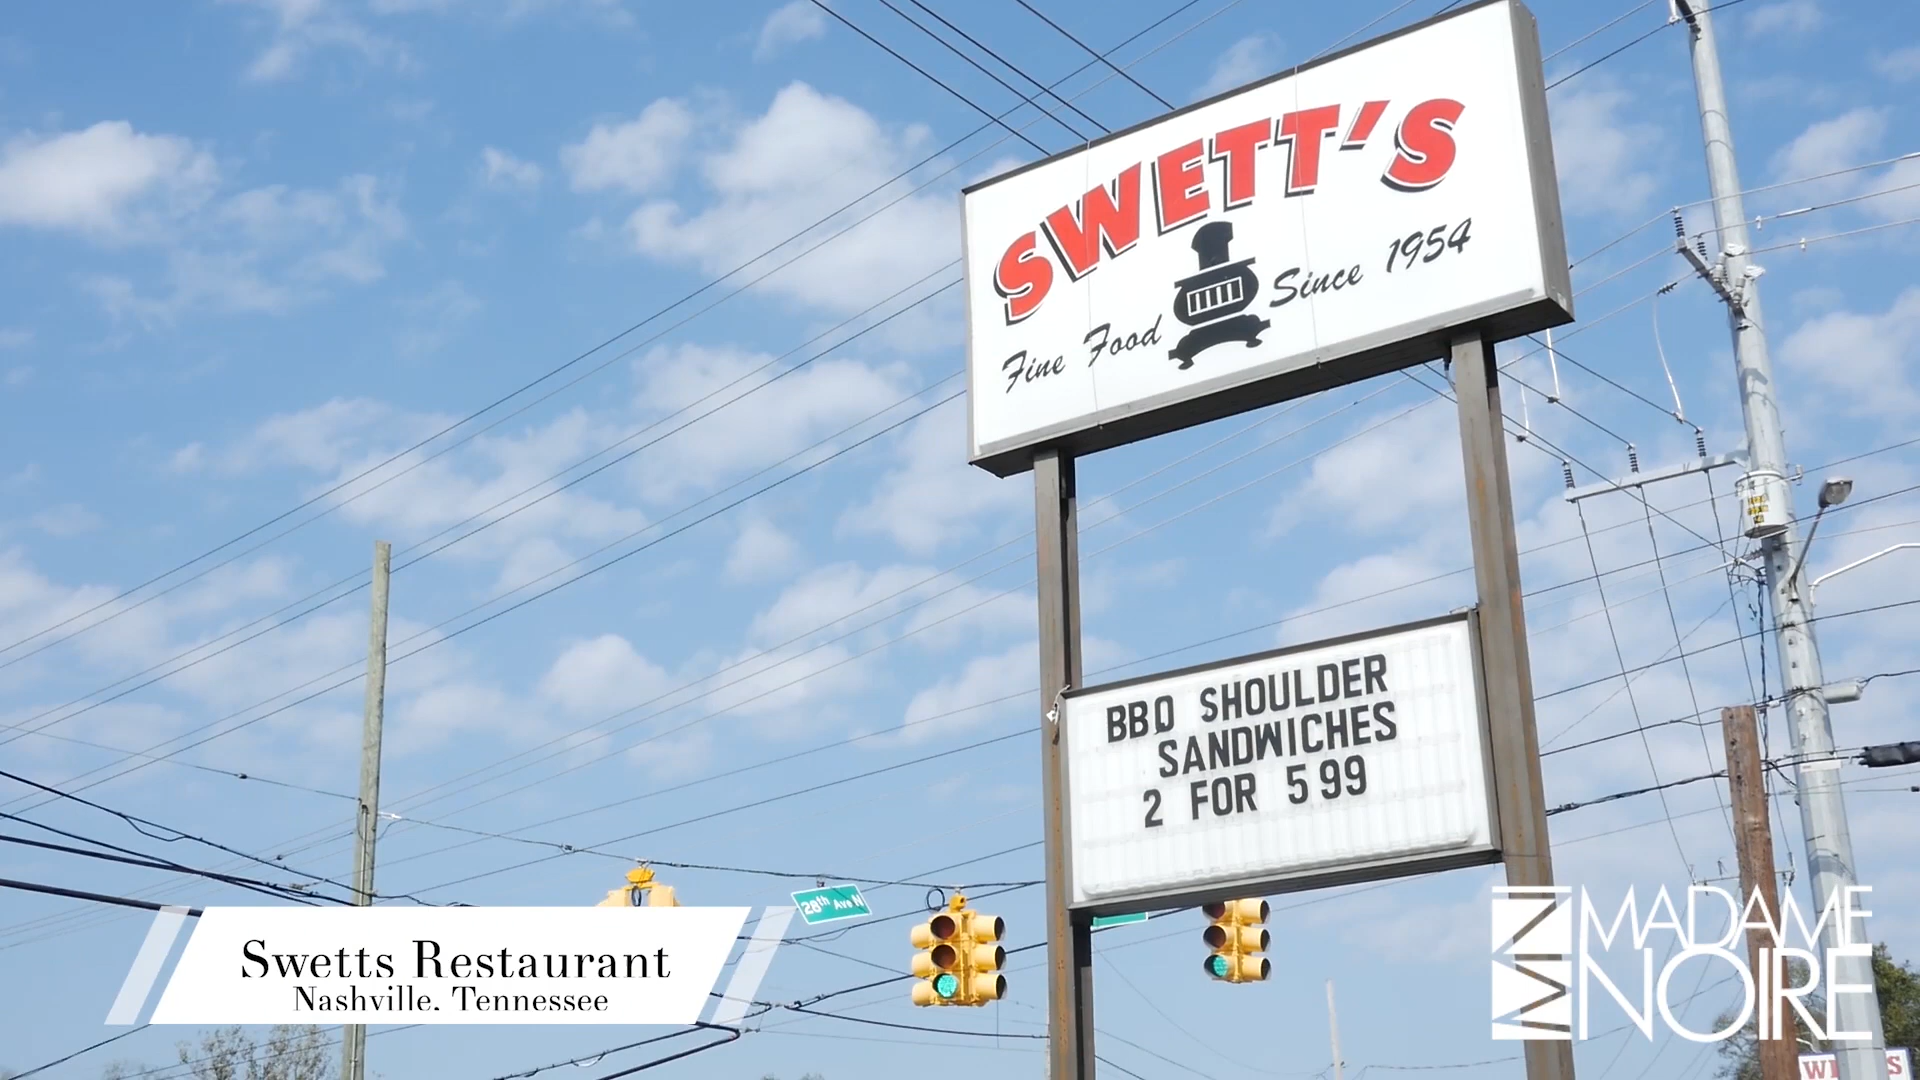 SWETT'S
Fine Food Since 1954
BBQ SHOULDER
SANDWICHES
2 FOR 5 99
28th Ave N
Swetts Restaurant
Nashville, Tennessee
MN MADAME
NOIRE